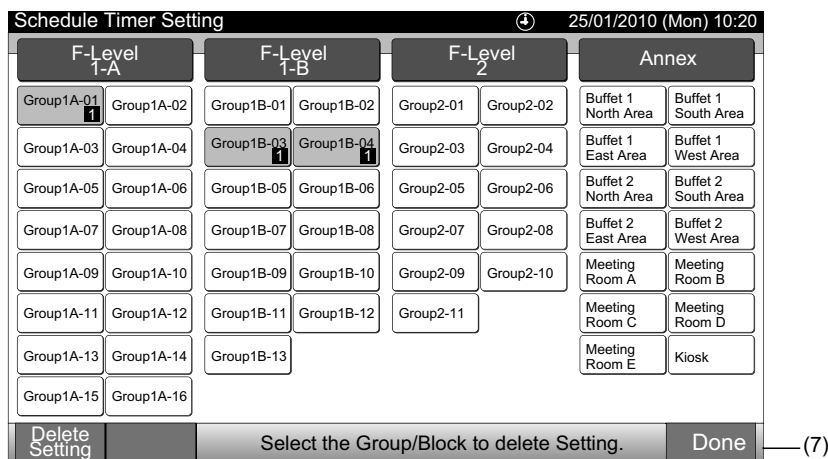 Schedule Timer Setting 25/01/2010 (Mon) 10:20
F-Level 1-A F-Level 1-B F-Level 2 Annex
Group1A-01 1 Group1A-02 Group1B-01 Group1B-02 Group2-01 Group2-02 Buffet 1 North Area Buffet 1 South Area
Group1A-03 Group1A-04 Group1B-03 1 Group1B-04 1 Group2-03 Group2-04 Buffet 1 East Area Buffet 1 West Area
Group1A-05 Group1A-06 Group1B-05 Group1B-06 Group2-05 Group2-06 Buffet 2 North Area Buffet 2 South Area
Group1A-07 Group1A-08 Group1B-07 Group1B-08 Group2-07 Group2-08 Buffet 2 East Area Buffet 2 West Area
Group1A-09 Group1A-10 Group1B-09 Group1B-10 Group2-09 Group2-10 Meeting Room A Meeting Room B
Group1A-11 Group1A-12 Group1B-11 Group1B-12 Group2-11 Meeting Room C Meeting Room D
Group1A-13 Group1A-14 Group1B-13 Meeting Room E Kiosk
Group1A-15 Group1A-16
Delete Setting Select the Group/Block to delete Setting. Done (7)